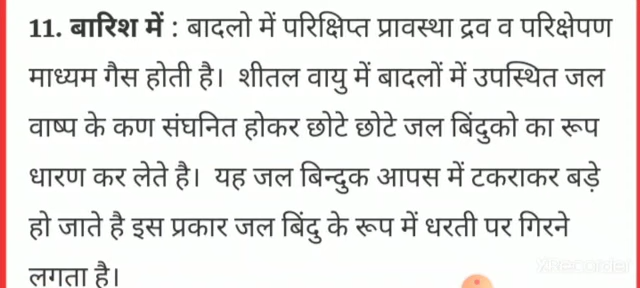 11. बारिश में : बादलो में परिक्षिप्त प्रावस्था द्रव व परिक्षेपण
माध्यम गैस होती है। शीतल वायु में बादलों में उपस्थित जल
वाष्प के कण संघनित होकर छोटे छोटे जल बिंदुको का रूप
धारण कर लेते है। यह जल बिन्दुक आपस में टकराकर बड़े
हो जाते है इस प्रकार जल बिंदु के रूप में धरती पर गिरने
लगता है।
XRecorder